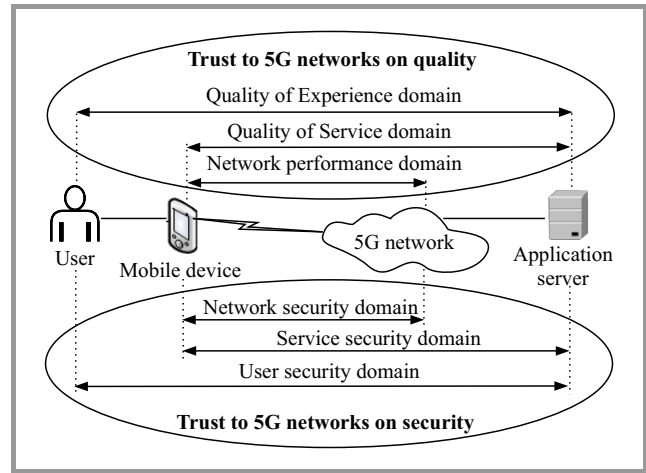 Trust to 5G networks on quality
Quality of Experience domain
Quality of Service domain
Network performance domain
User
Mobile device
5G network
Application
server
Network security domain
Service security domain
User security domain
Trust to 5G networks on security